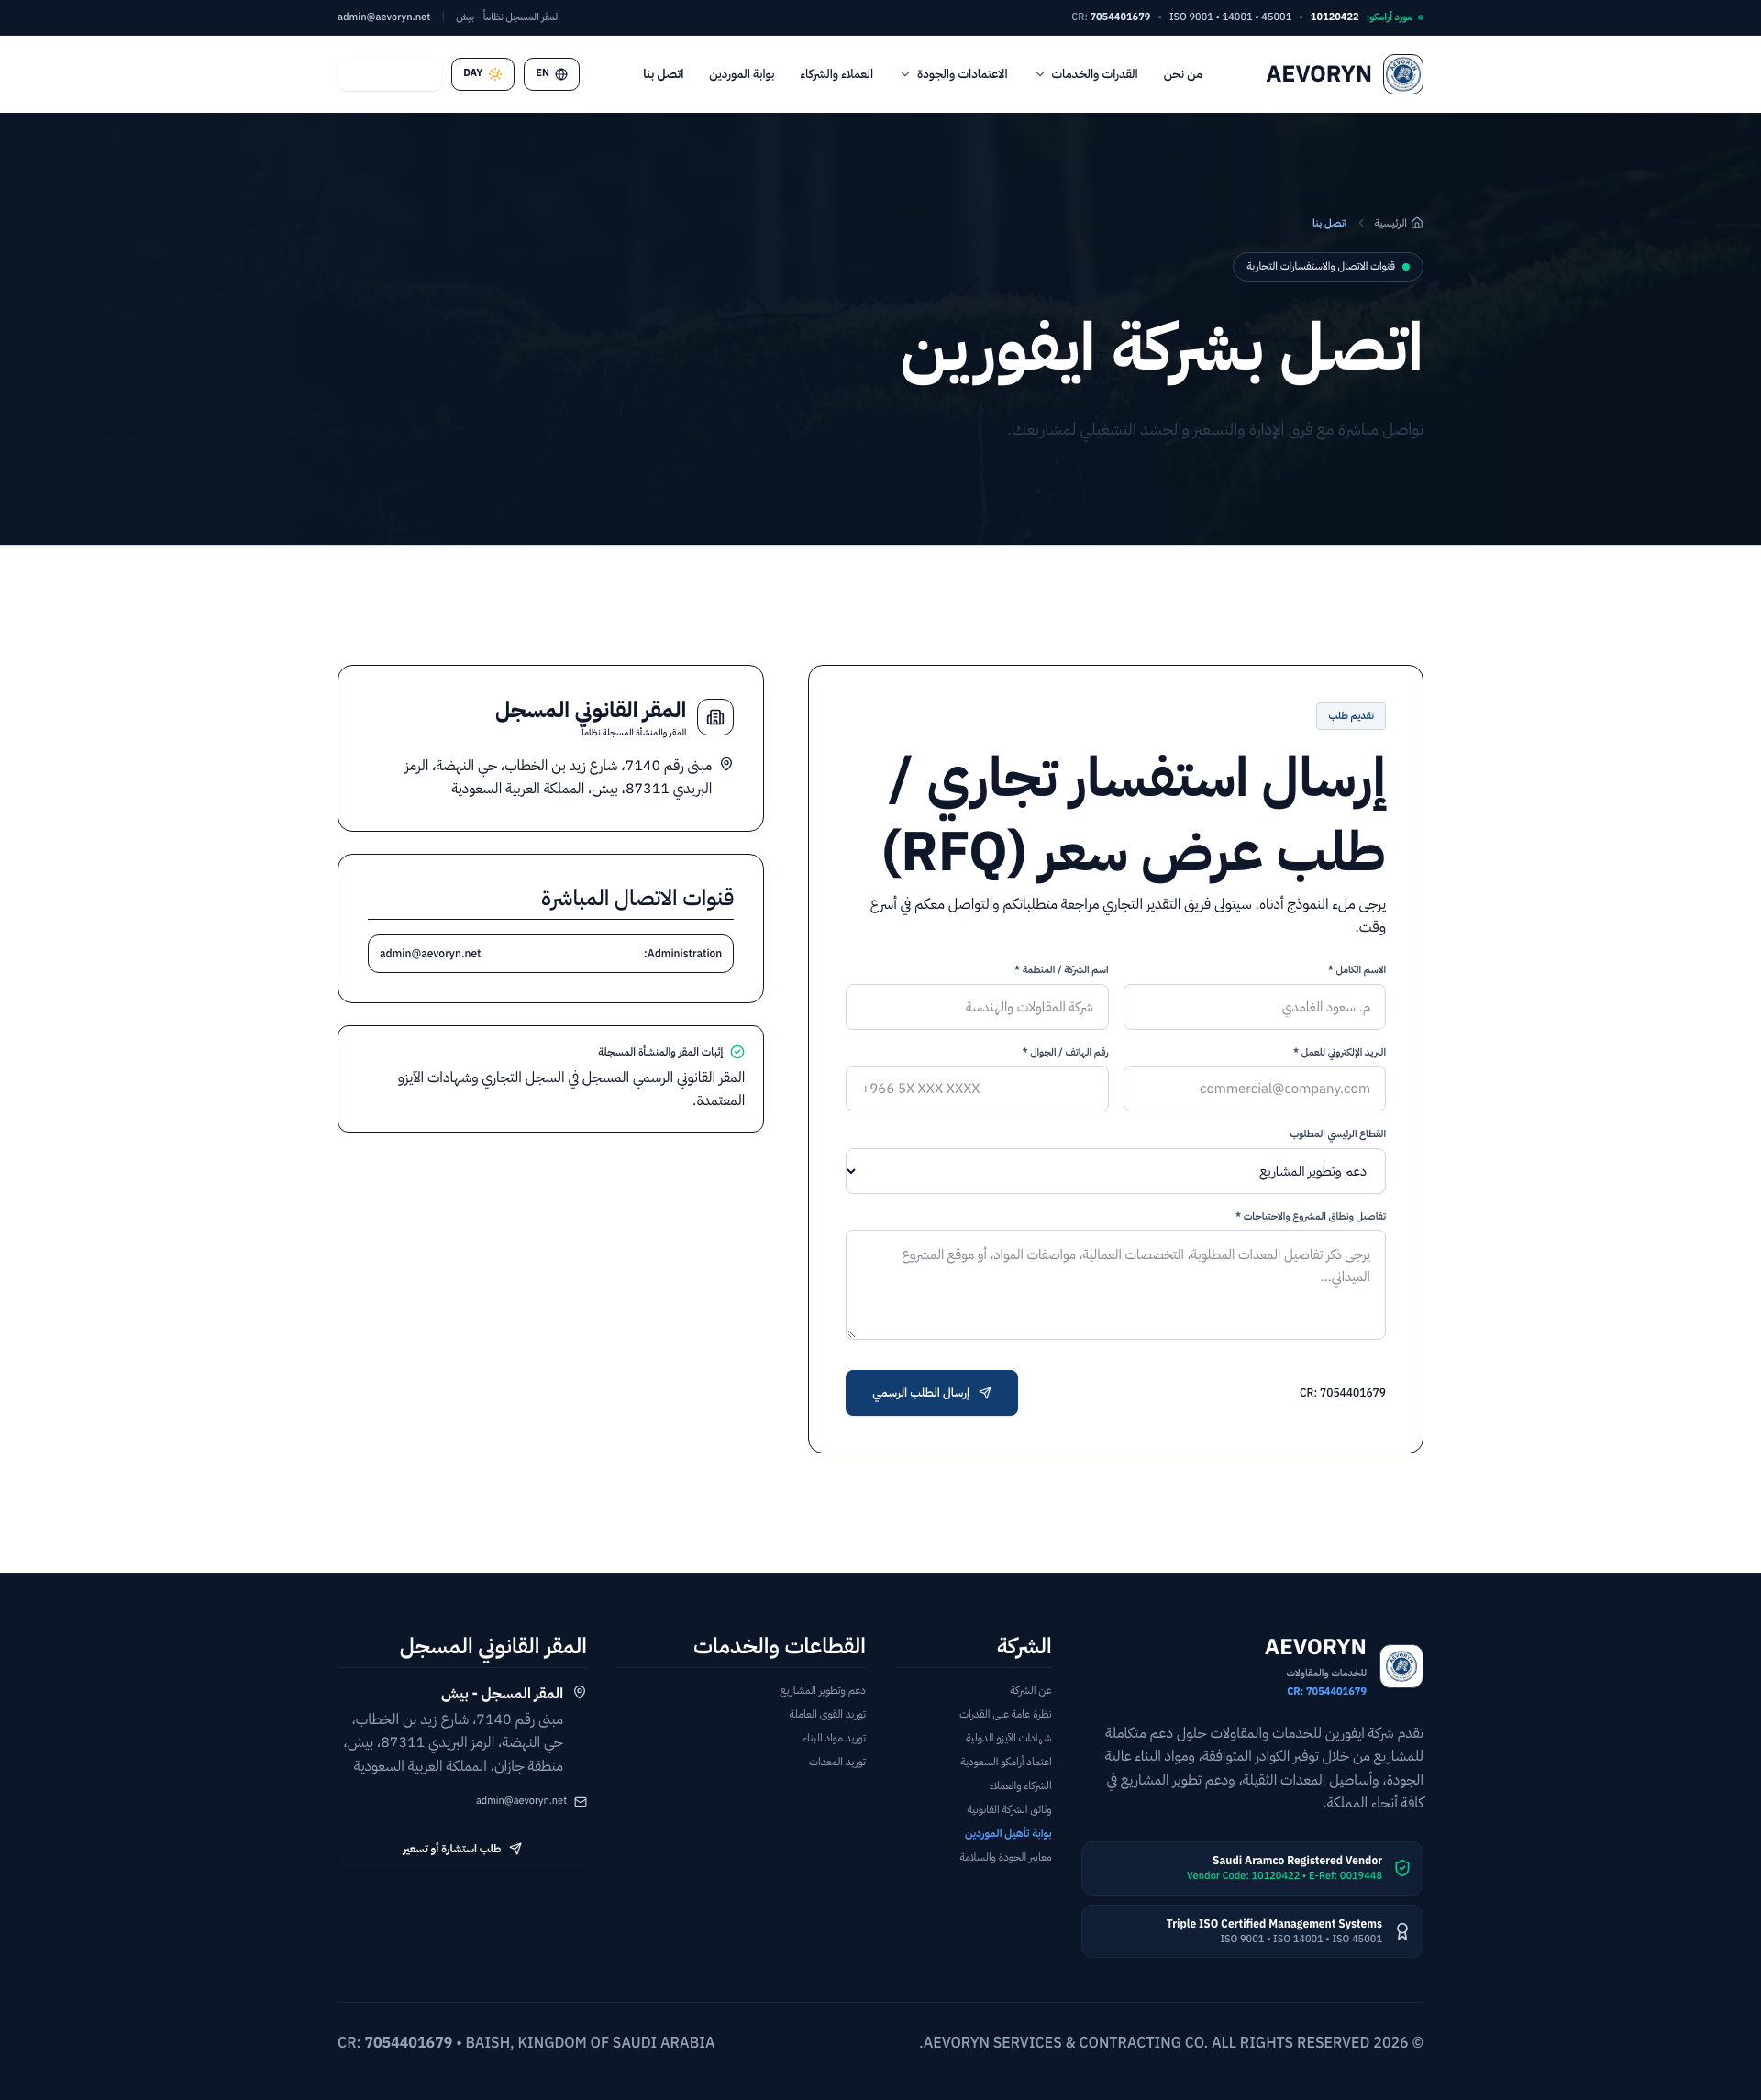 مورد أرامكو: 10120422 • ISO 9001 • 14001 • 45001 • CR: 7054401679
المقر المسجل نظاماً - بيش | admin@aevoryn.net
AEVORYN
من نحن
القدرات والخدمات
الاعتمادات والجودة
العملاء والشركاء
بوابة الموردين
اتصل بنا
EN
DAY
الرئيسية
اتصل بنا
قنوات الاتصال والاستفسارات التجارية
اتصل بشركة ايفورين
تواصل مباشرة مع فرق الإدارة والتسعير والحشد التشغيلي لمشاريعك.
تقديم طلب
إرسال استفسار تجاري /
طلب عرض سعر (RFQ)
يرجى ملء النموذج أدناه. سيتولى فريق التقدير التجاري مراجعة متطلباتكم والتواصل معكم في أسرع
وقت.
الاسم الكامل *
اسم الشركة / المنظمة *
م. سعود الغامدي
شركة المقاولات والهندسة
البريد الإلكتروني للعمل *
رقم الهاتف / الجوال *
commercial@company.com
+966 5X XXX XXXX
القطاع الرئيسي المطلوب
دعم وتطوير المشاريع
تفاصيل ونطاق المشروع والاحتياجات *
يرجى ذكر تفاصيل المعدات المطلوبة، التخصصات العمالية، مواصفات المواد، أو موقع المشروع
الميداني...
CR: 7054401679
إرسال الطلب الرسمي
المقر القانوني المسجل
المقر والمنشأة المسجلة نظاماً
مبنى رقم 7140، شارع زيد بن الخطاب، حي النهضة، الرمز
البريدي 87311، بيش، المملكة العربية السعودية
قنوات الاتصال المباشرة
Administration:
admin@aevoryn.net
إثبات المقر والمنشأة المسجلة
المقر القانوني الرسمي المسجل في السجل التجاري وشهادات الآيزو
المعتمدة.
AEVORYN
للخدمات والمقاولات
CR: 7054401679
تقدم شركة ايفورين للخدمات والمقاولات حلول دعم متكاملة
للمشاريع من خلال توفير الكوادر المتوافقة، ومواد البناء عالية
الجودة، وأساطيل المعدات الثقيلة، ودعم تطوير المشاريع في
كافة أنحاء المملكة.
Saudi Aramco Registered Vendor
Vendor Code: 10120422 • E-Ref: 0019448
Triple ISO Certified Management Systems
ISO 9001 • ISO 14001 • ISO 45001
الشركة
عن الشركة
نظرة عامة على القدرات
شهادات الآيزو الدولية
اعتماد أرامكو السعودية
الشركاء والعملاء
وثائق الشركة القانونية
بوابة تأهيل الموردين
معايير الجودة والسلامة
القطاعات والخدمات
دعم وتطوير المشاريع
توريد القوى العاملة
توريد مواد البناء
توريد المعدات
المقر القانوني المسجل
المقر المسجل - بيش
مبنى رقم 7140، شارع زيد بن الخطاب،
حي النهضة، الرمز البريدي 87311، بيش،
منطقة جازان، المملكة العربية السعودية
admin@aevoryn.net
طلب استشارة أو تسعير
© 2026 AEVORYN SERVICES & CONTRACTING CO. ALL RIGHTS RESERVED.
CR: 7054401679 • BAISH, KINGDOM OF SAUDI ARABIA